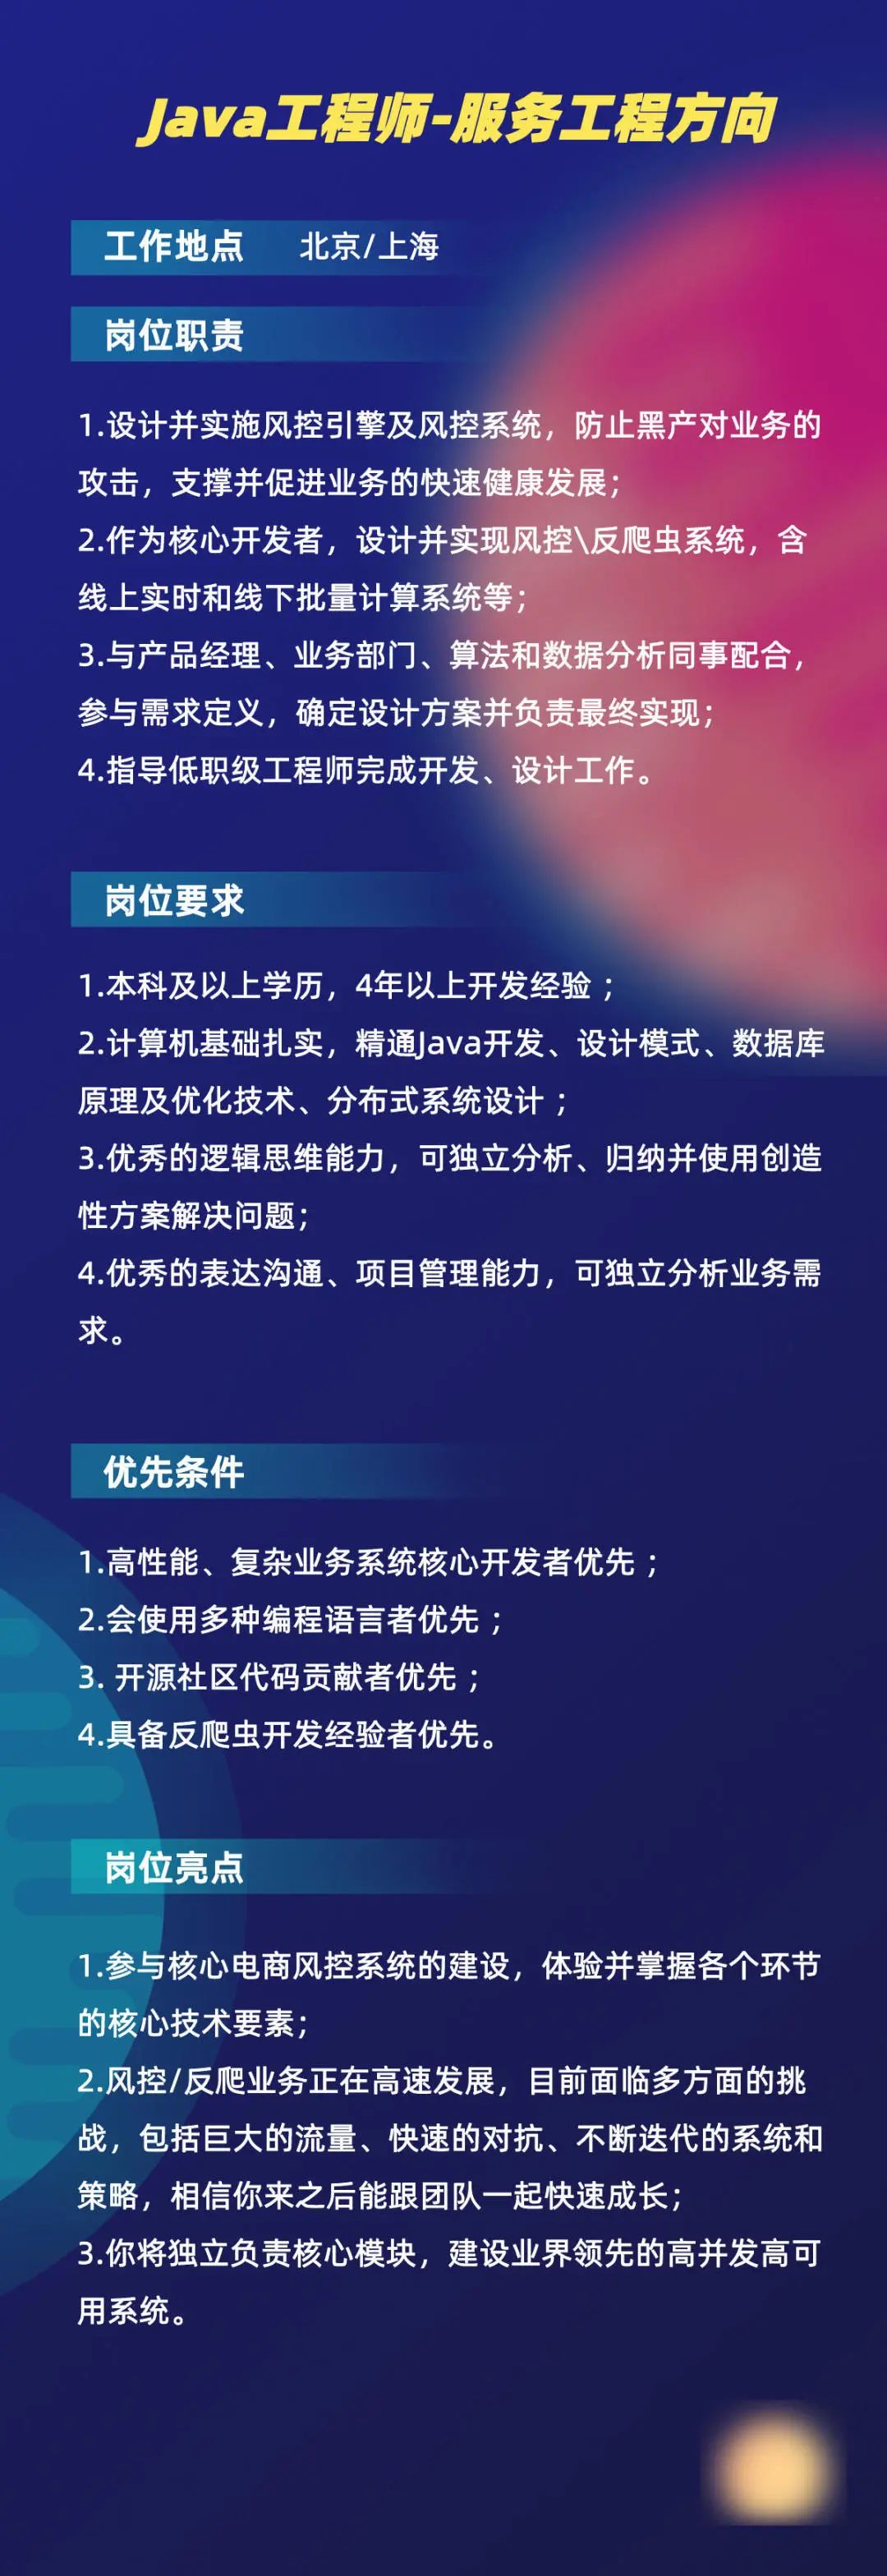 Java工程师-服务工程方向
工作地点 北京/上海
岗位职责
1.设计并实施风控引擎及风控系统，防止黑产对业务的
攻击，支撑并促进业务的快速健康发展；
2.作为核心开发者，设计并实现风控\反爬虫系统，含
线上实时和线下批量计算系统等；
3.与产品经理、业务部门、算法和数据分析同事配合，
参与需求定义，确定设计方案并负责最终实现；
4.指导低职级工程师完成开发、设计工作。
岗位要求
1.本科及以上学历，4年以上开发经验 ；
2.计算机基础扎实，精通Java开发、设计模式、数据库
原理及优化技术、分布式系统设计 ；
3.优秀的逻辑思维能力，可独立分析、归纳并使用创造
性方案解决问题；
4.优秀的表达沟通、项目管理能力，可独立分析业务需
求。
优先条件
1.高性能、复杂业务系统核心开发者优先 ；
2.会使用多种编程语言者优先 ；
3. 开源社区代码贡献者优先 ；
4.具备反爬虫开发经验者优先。
岗位亮点
1.参与核心电商风控系统的建设，体验并掌握各个环节
的核心技术要素；
2.风控/反爬业务正在高速发展，目前面临多方面的挑
战，包括巨大的流量、快速的对抗、不断迭代的系统和
策略，相信你来之后能跟团队一起快速成长；
3.你将独立负责核心模块，建设业界领先的高并发高可
用系统。